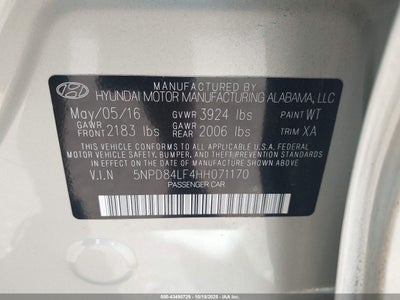 MANUFACTURED BY
HYUNDAI MOTOR MANUFACTURING ALABAMA, LLC
May/05/16 GVWR 3924 lbs PAINT WT
GAWR FRONT 2183 lbs GAWR REAR 2006 lbs TRIM XA
THIS VEHICLE CONFORMS TO ALL APPLICABLE U.S. FEDERAL MOTOR VEHICLE SAFETY, BUMPER, AND THEFT PREVENTION STANDARDS IN EFFECT ON THE DATE OF MANUFACTURE SHOWN ABOVE.
V.I.N 5NPD84LF4HH071170
PASSENGER CAR